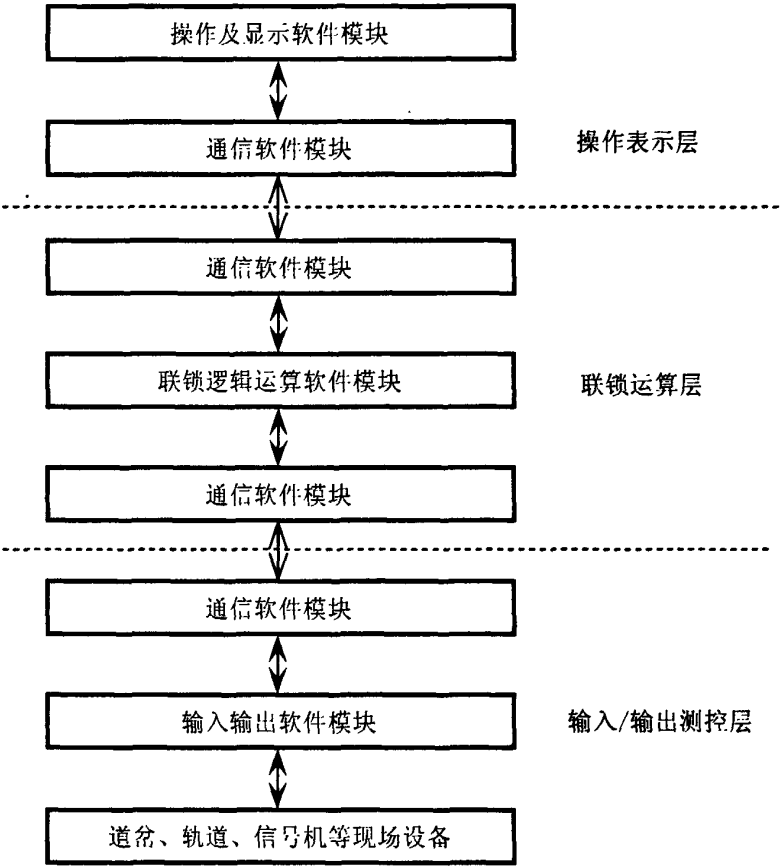 操作及显示软件模块
通信软件模块
操作表示层
通信软件模块
联锁逻辑运算软件模块
联锁运算层
通信软件模块
通信软件模块
输入输出软件模块
输入/输出测控层
道岔、轨道、信号机等现场设备